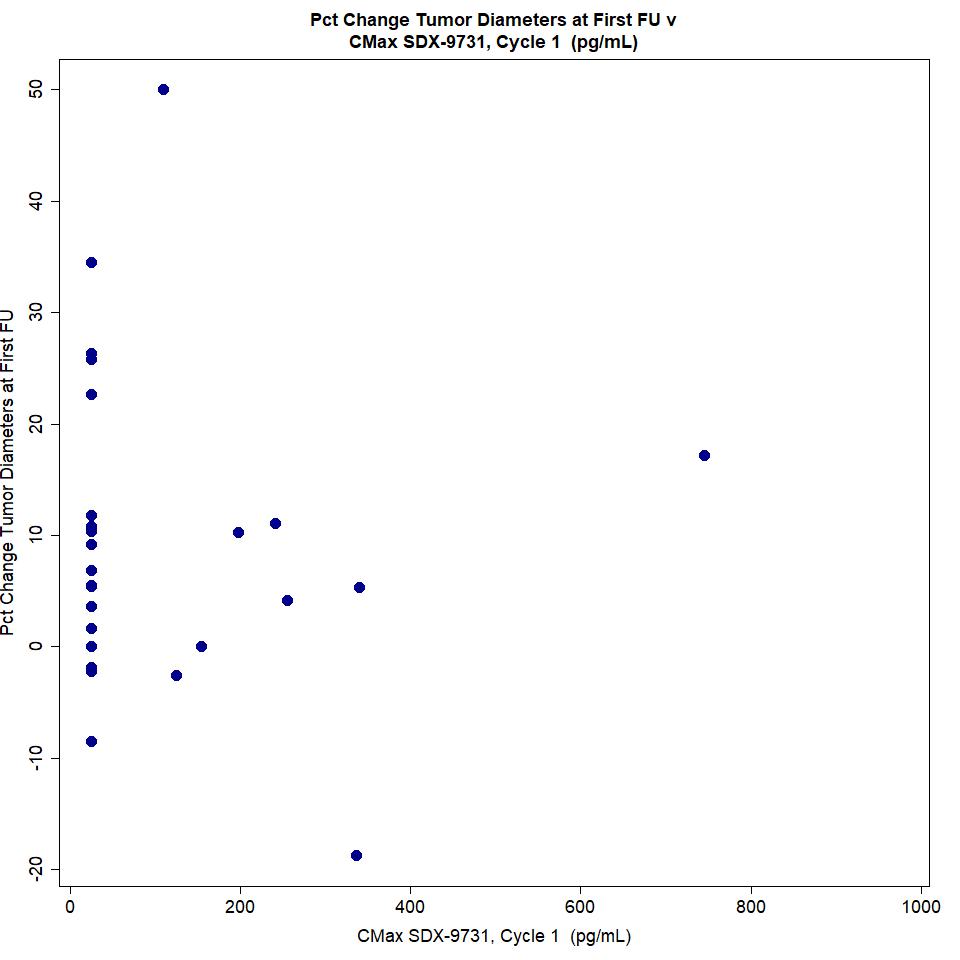 Pct Change Tumor Diameters at First FU v
CMax SDX-9731, Cycle 1 (pg/mL)
Pct Change Tumor Diameters at First FU
50
40
30
20
10
0
-10
-20
0 200 400 600 800 1000
CMax SDX-9731, Cycle 1 (pg/mL)